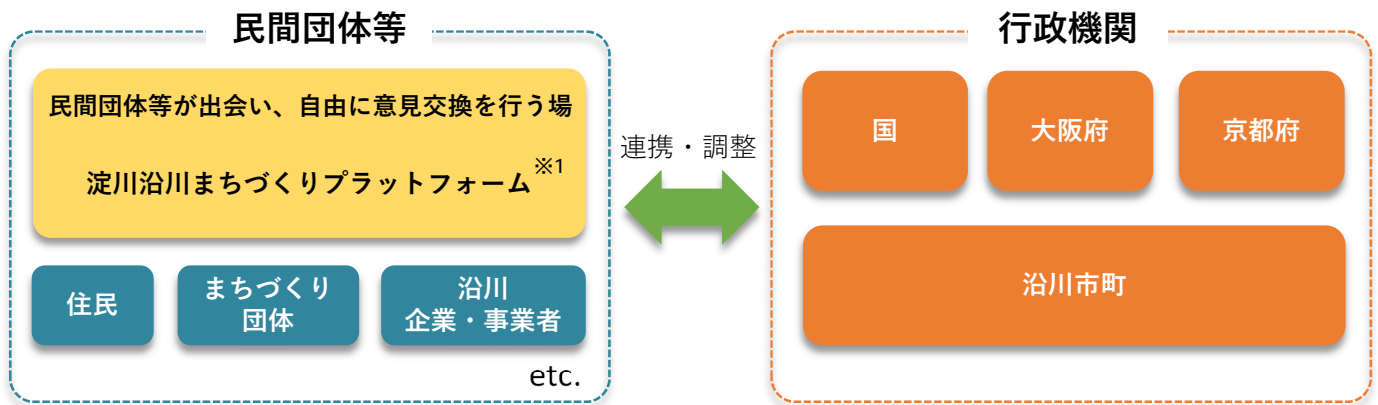 民間団体等
民間団体等が出会い、自由に意見交換を行う場
淀川沿川まちづくりプラットフォーム※1
住民
まちづくり
団体
沿川
企業・事業者
etc.
連携・調整
行政機関
国
大阪府
京都府
沿川市町